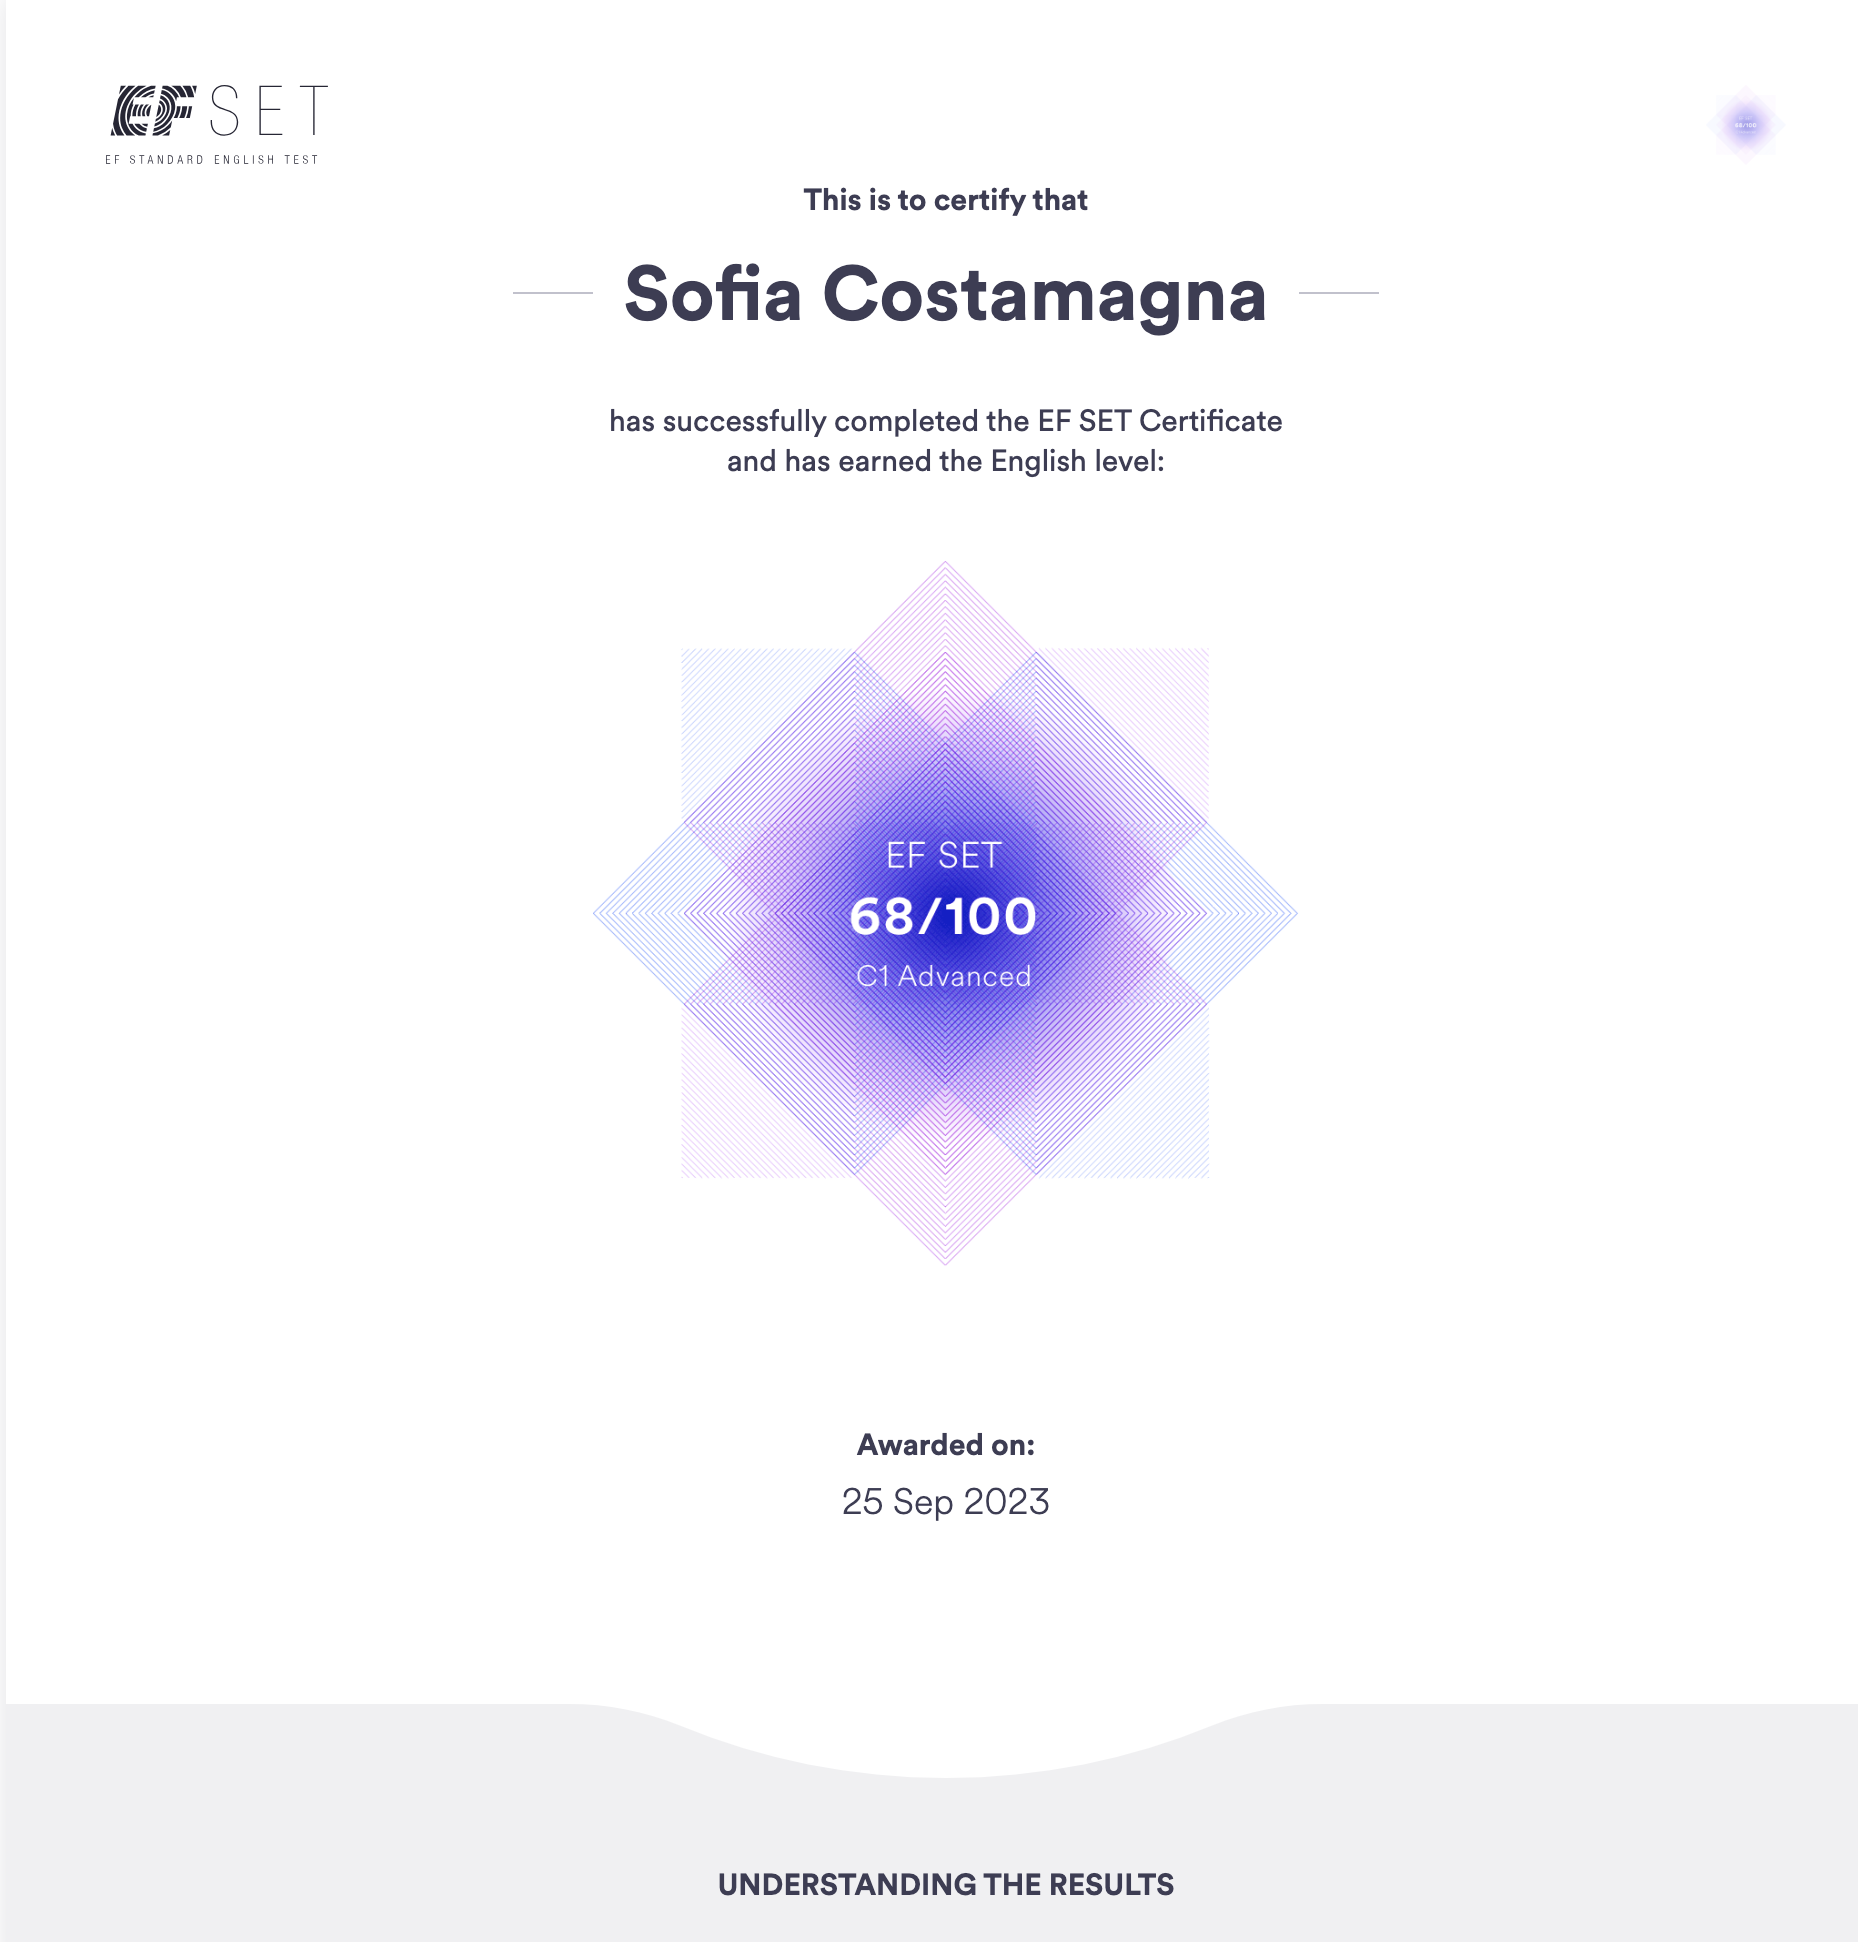 EF SET
EF STANDARD ENGLISH TEST
68/100
This is to certify that
Sofia Costamagna
has successfully completed the EF SET Certificate
and has earned the English level:
EF SET
68/100
C1 Advanced
Awarded on:
25 Sep 2023
UNDERSTANDING THE RESULTS